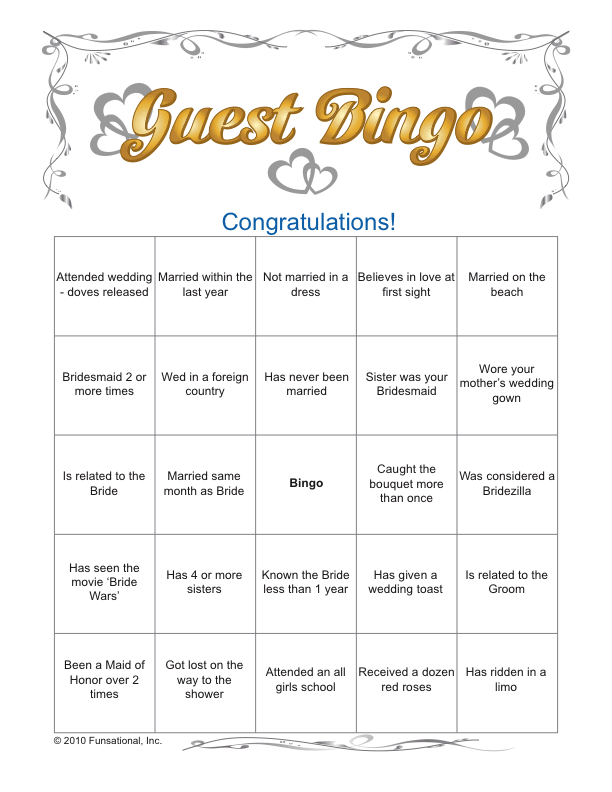 Guest Bingo
Congratulations!
Attended wedding
- doves released
Married within the
last year
Not married in a
dress
Believes in love at
first sight
Married on the
beach
Bridesmaid 2 or
more times
Wed in a foreign
country
Has never been
married
Sister was your
Bridesmaid
Wore your
mother’s wedding
gown
Is related to the
Bride
Married same
month as Bride
Bingo
Caught the
bouquet more
than once
Was considered a
Bridezilla
Has seen the
movie ‘Bride
Wars’
Has 4 or more
sisters
Known the Bride
less than 1 year
Has given a
wedding toast
Is related to the
Groom
Been a Maid of
Honor over 2
times
Got lost on the
way to the
shower
Attended an all
girls school
Received a dozen
red roses
Has ridden in a
limo
© 2010 Funsational, Inc.